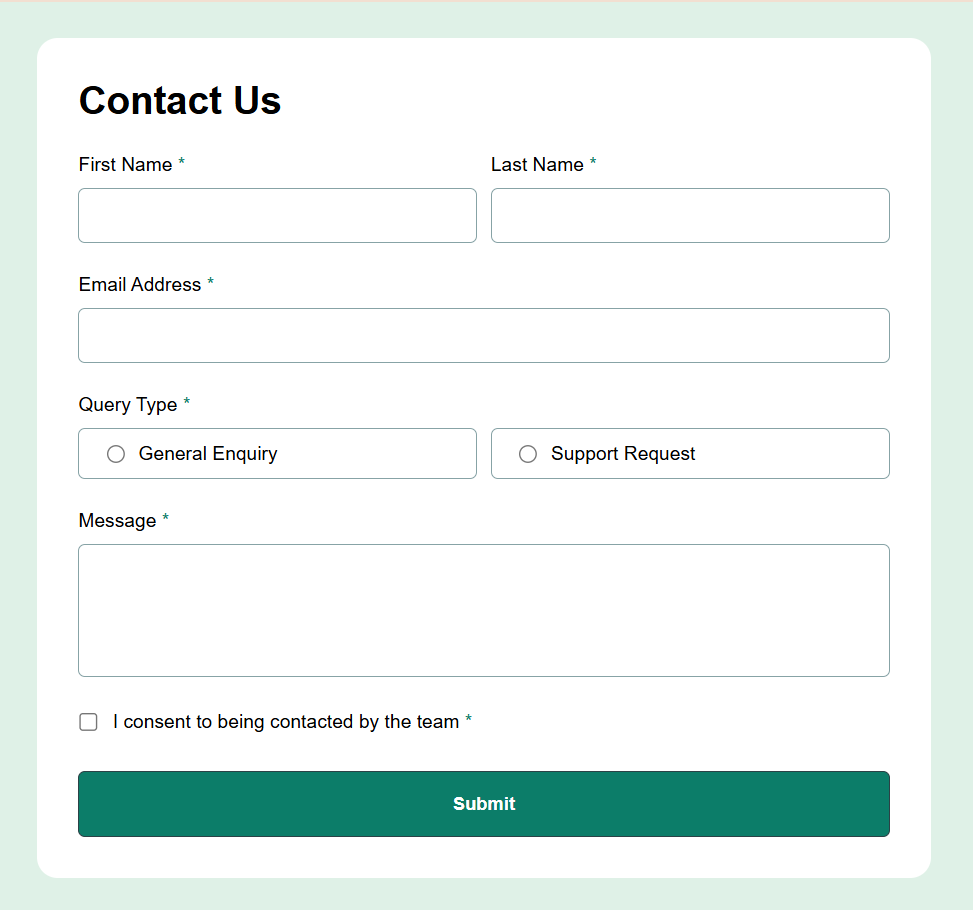 Contact Us
First Name * Last Name *
Email Address *
Query Type *
General Enquiry Support Request
Message *
I consent to being contacted by the team *
Submit